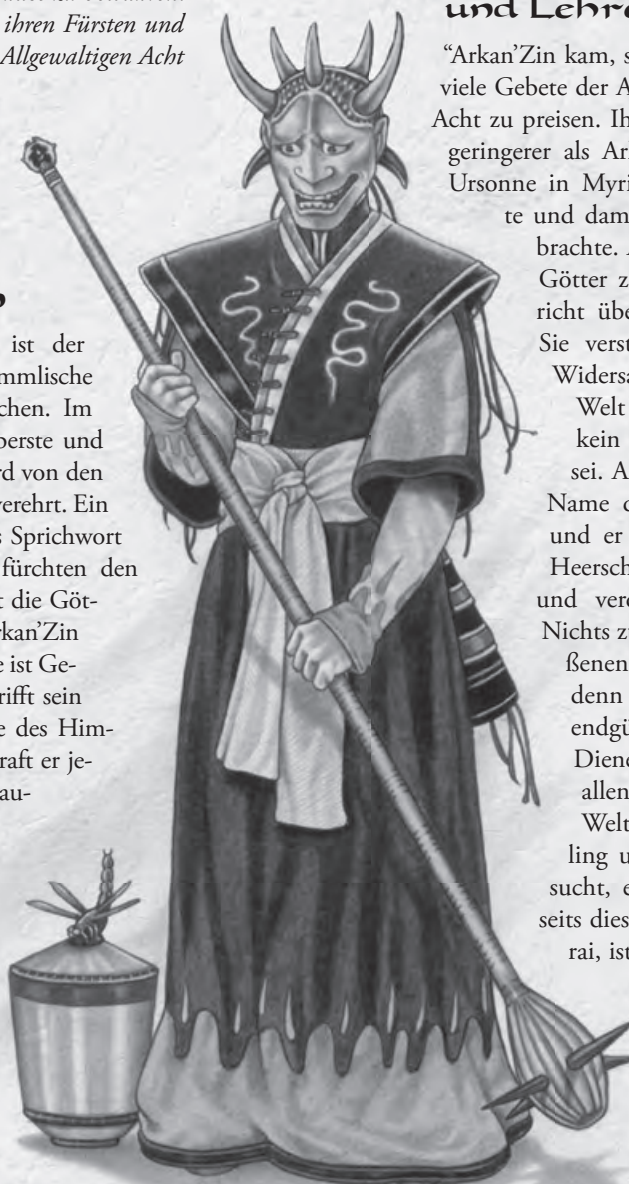 ihren Fürsten und
Allgewaltigen Acht
ist der
mmlische
chen. Im
berste und
rd von den
verehrt. Ein
s Sprichwort
fürchten den
t die Göt-
rkan’Zin
e ist Ge-
rifft sein
e des Him-
raft er je-
au-
und Lehr
“Arkan’Zin kam, s
viele Gebete der A
Acht zu preisen. Ih
geringerer als Ar
Ursonne in Myri
te und dam
brachte. A
Götter z
richt übe
Sie verst
Widersa
Welt
kein
sei. A
Name d
und er
Heersch
und vere
Nichts z
ßenen
denn
endgü
Diene
allen
Welt
ling u
sucht, e
seits dies
rai, ist